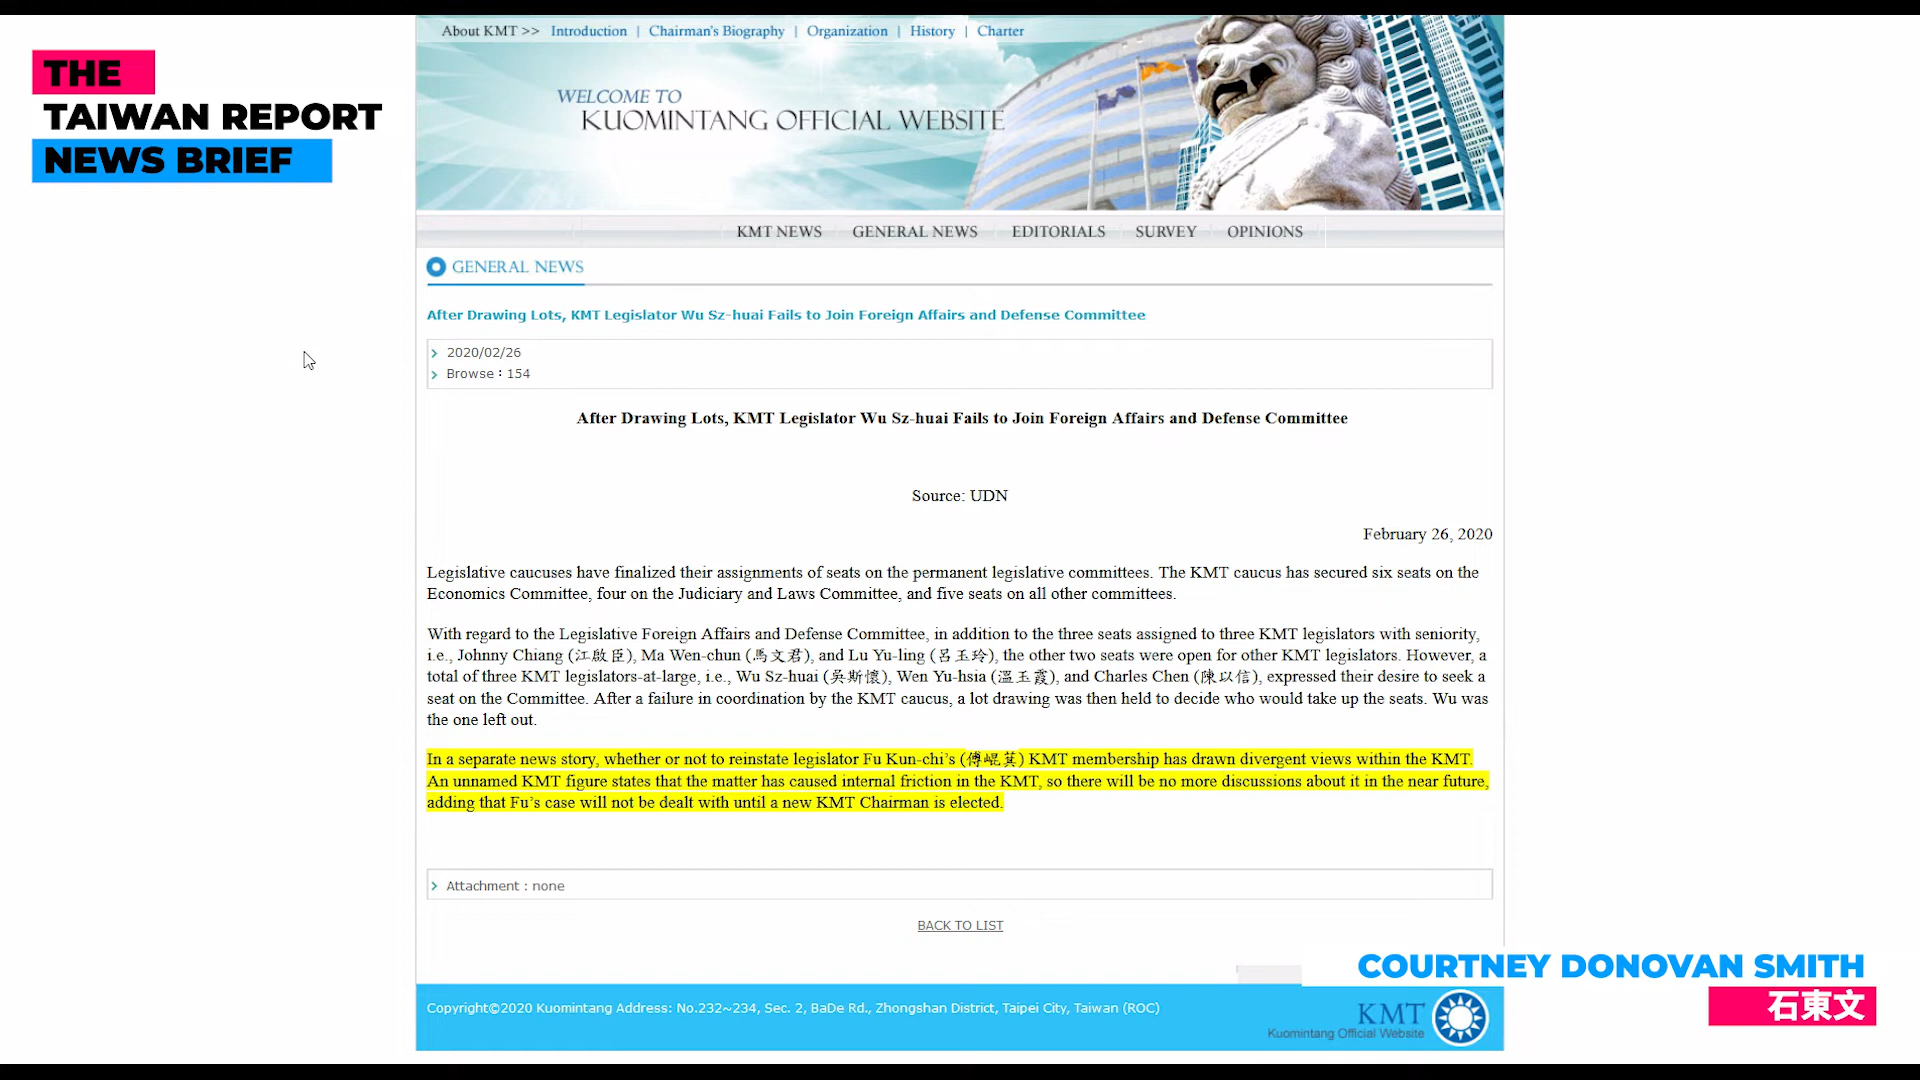 THE
TAIWAN REPORT
NEWS BRIEF
About KMT >> Introduction | Chairman's Biography | Organization | History | Charter
WELCOME TO
KUOMINTANG OFFICIAL WEBSITE
KMT NEWS GENERAL NEWS EDITORIALS SURVEY OPINIONS
GENERAL NEWS
After Drawing Lots, KMT Legislator Wu Sz-huai Fails to Join Foreign Affairs and Defense Committee
2020/02/26
Browse：154
After Drawing Lots, KMT Legislator Wu Sz-huai Fails to Join Foreign Affairs and Defense Committee
Source: UDN
February 26, 2020
Legislative caucuses have finalized their assignments of seats on the permanent legislative committees. The KMT caucus has secured six seats on the
Economics Committee, four on the Judiciary and Laws Committee, and five seats on all other committees.
With regard to the Legislative Foreign Affairs and Defense Committee, in addition to the three seats assigned to three KMT legislators with seniority,
i.e., Johnny Chiang (江啟臣), Ma Wen-chun (馬文君), and Lu Yu-ling (呂玉玲), the other two seats were open for other KMT legislators. However, a
total of three KMT legislators-at-large, i.e., Wu Sz-huai (吳斯懷), Wen Yu-hsia (溫玉霞), and Charles Chen (陳以信), expressed their desire to seek a
seat on the Committee. After a failure in coordination by the KMT caucus, a lot drawing was then held to decide who would take up the seats. Wu was
the one left out.
In a separate news story, whether or not to reinstate legislator Fu Kun-chi’s (傅崐萁) KMT membership has drawn divergent views within the KMT.
An unnamed KMT figure states that the matter has caused internal friction in the KMT, so there will be no more discussions about it in the near future,
adding that Fu’s case will not be dealt with until a new KMT Chairman is elected.
Attachment : none
BACK TO LIST
COURTNEY DONOVAN SMITH
石東文
Copyright©2020 Kuomintang Address: No.232~234, Sec. 2, BaDe Rd., Zhongshan District, Taipei City, Taiwan (ROC)
KMT
Kuomintang Official Website